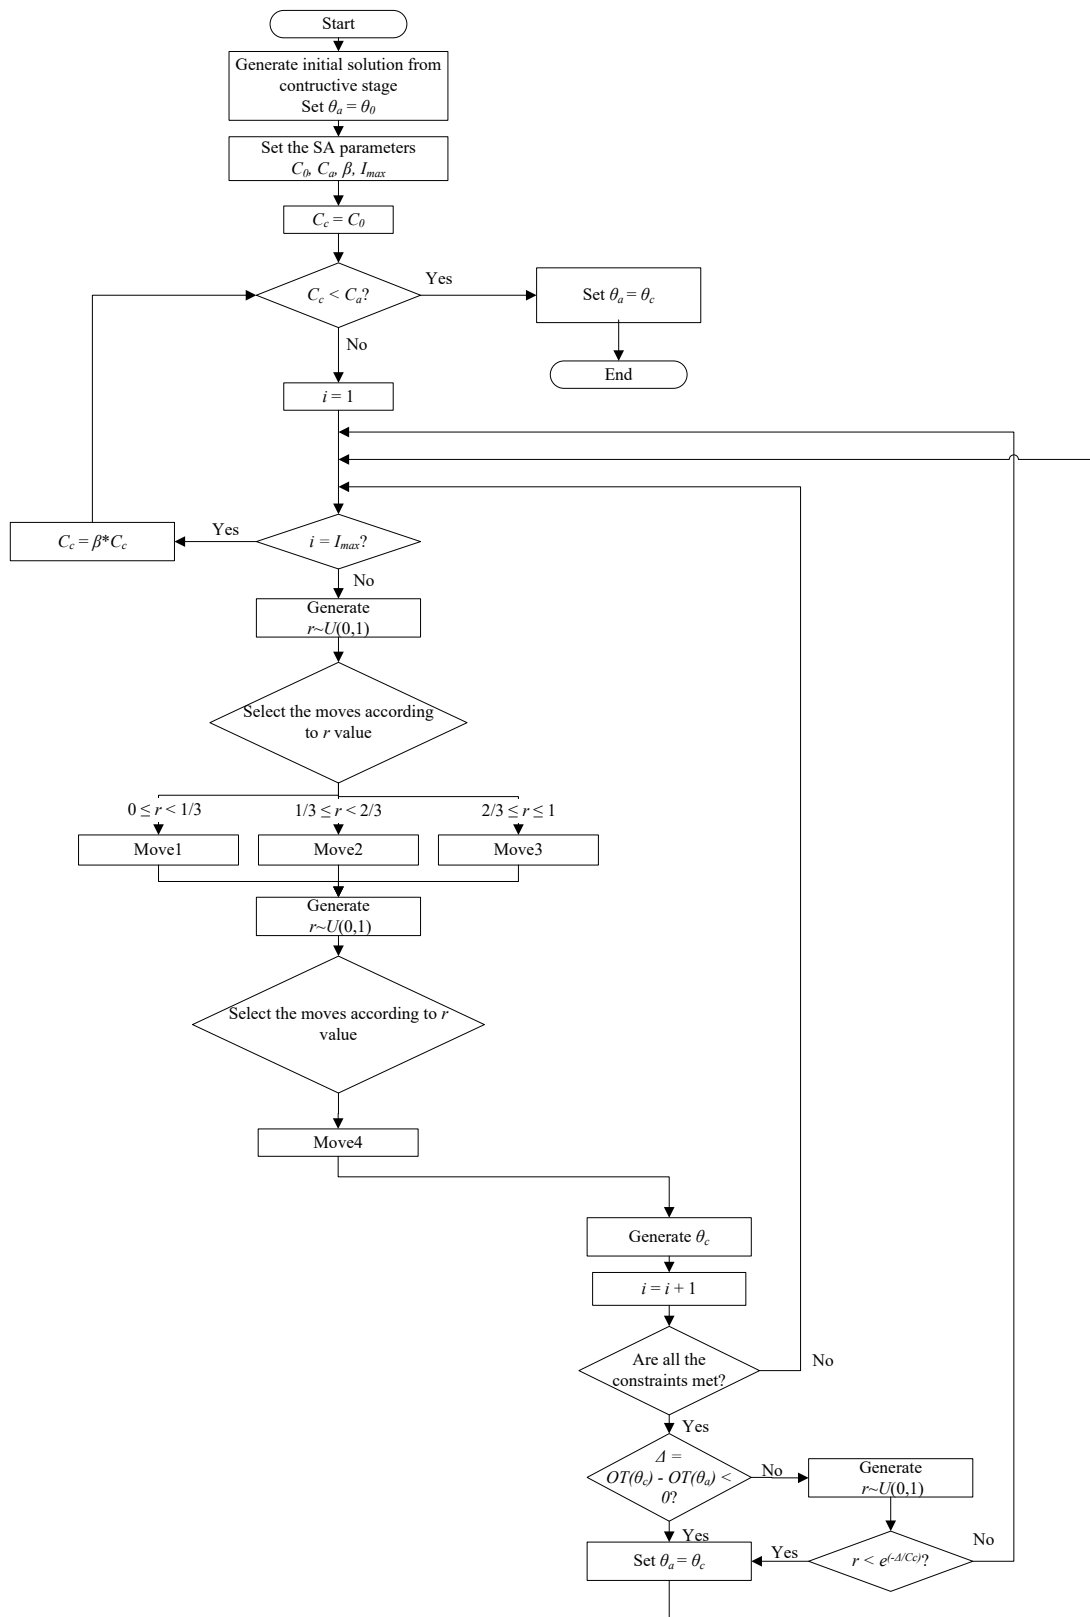 Start
Generate initial solution from
contructive stage
Set θa = θ0
Set the SA parameters
C0, Ca, β, Imax
Cc = C0
Cc < Ca?
Yes
Set θa = θc
No
End
i = 1
Cc = β*Cc
Yes
i = Imax?
No
Generate
r~U(0,1)
Select the moves according
to r value
0 ≤ r < 1/3
1/3 ≤ r < 2/3
2/3 ≤ r ≤ 1
Move1
Move2
Move3
Generate
r~U(0,1)
Select the moves according to r
value
Move4
Generate θc
i = i + 1
Are all the
constraints met?
No
Yes
Δ =
OT(θc) - OT(θa) <
0?
No
Generate
r~U(0,1)
Yes
Set θa = θc
Yes
r < e(-Δ/Cc)?
No